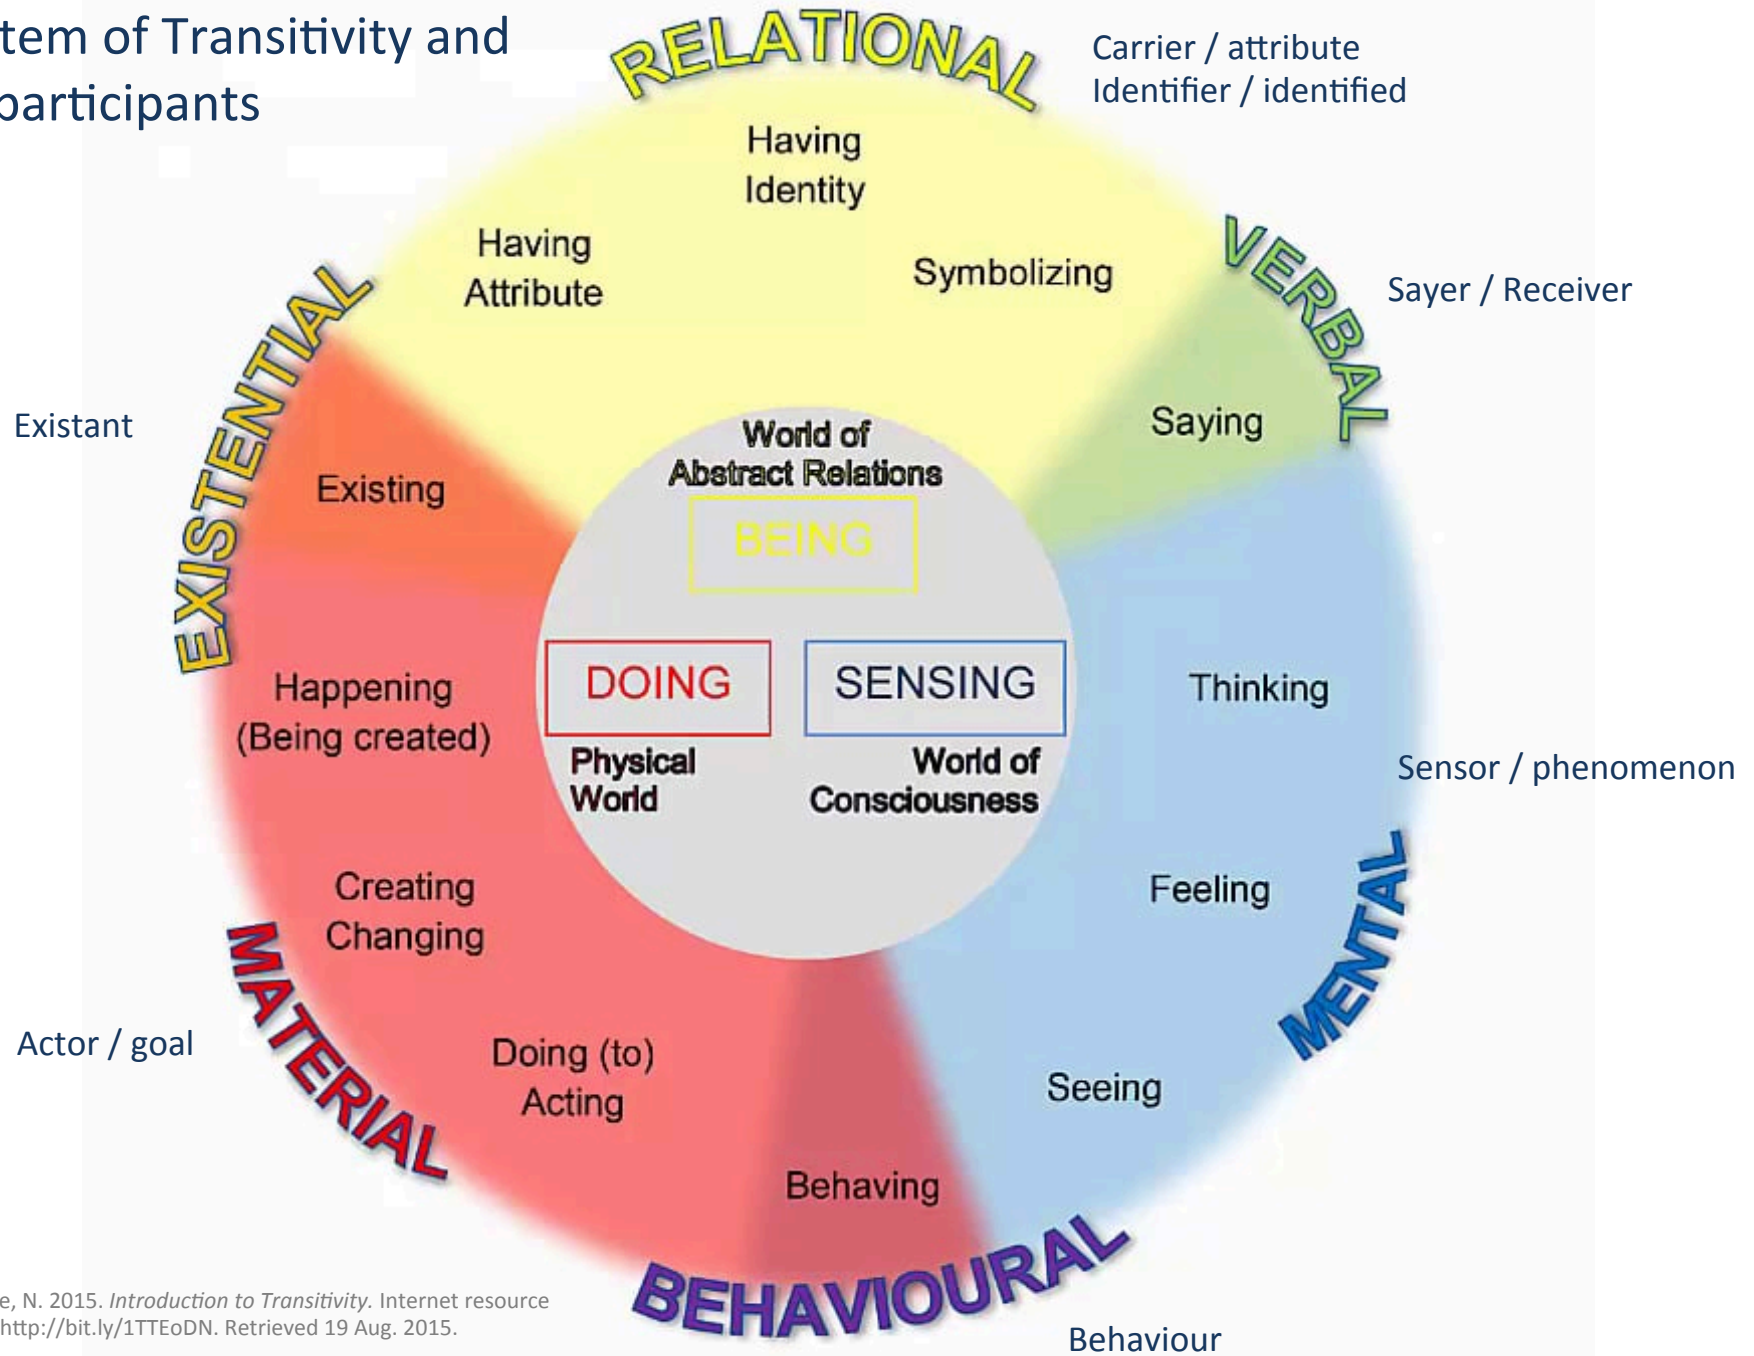 tem of Transitivity and
participants
RELATIONAL
Carrier / attribute
Identifier / identified
Having
Identity
Having
Attribute
Symbolizing
VERBAL
Sayer / Receiver
Saying
EXISTENTIAL
Existant
Existing
World of
Abstract Relations
BEING
DOING
SENSING
Physical
World
World of
Consciousness
Happening
(Being created)
Thinking
Sensor / phenomenon
Creating
Changing
Feeling
MENTAL
MATERIAL
Actor / goal
Doing (to)
Acting
Seeing
Behaving
BEHAVIOURAL
Behaviour
e, N. 2015. Introduction to Transitivity. Internet resource
http://bit.ly/1TTEoDN. Retrieved 19 Aug. 2015.